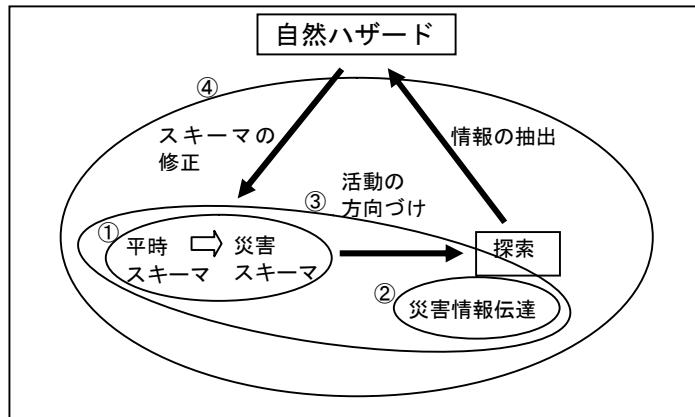 自然ハザード
④
スキーマの
修正
情報の抽出
③
活動の
方向づけ
①
平時
スキーマ
災害
スキーマ
探索
②
災害情報伝達